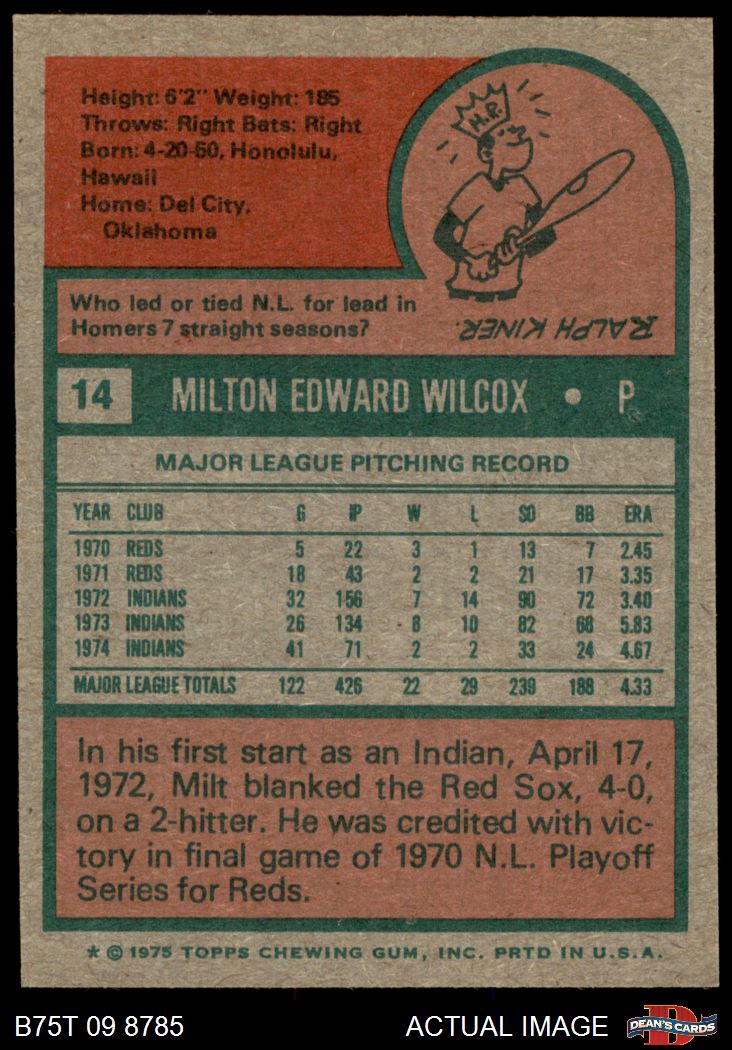 Height: 6'2" Weight: 185
Throws: Right Bats: Right
Born: 4-20-50, Honolulu,
Hawaii
Home: Del City,
Oklahoma
H.R.
Who led or tied N.L. for lead in
Homers 7 straight seasons?
RALPH KINER.
14 MILTON EDWARD WILCOX • P.
MAJOR LEAGUE PITCHING RECORD
YEAR CLUB G IP W L SO BB ERA
1970 REDS 5 22 3 1 13 7 2.45
1971 REDS 18 43 2 2 21 17 3.35
1972 INDIANS 32 156 7 14 90 72 3.40
1973 INDIANS 26 134 8 10 82 68 5.83
1974 INDIANS 41 71 2 2 33 24 4.67
MAJOR LEAGUE TOTALS 122 426 22 29 239 188 4.33
In his first start as an Indian, April 17,
1972, Milt blanked the Red Sox, 4-0,
on a 2-hitter. He was credited with vic-
tory in final game of 1970 N.L. Playoff
Series for Reds.
* © 1975 TOPPS CHEWING GUM, INC. PRTD IN U.S.A.
B75T 09 8785 ACTUAL IMAGE D DEAN'S CARDS